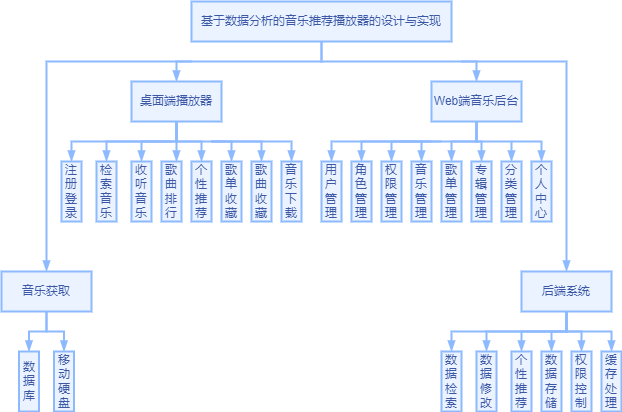 基于数据分析的音乐推荐播放器的设计与实现
桌面端播放器
Web端音乐后台
注册登录
检索音乐
收听音乐
歌曲排行
个性推荐
歌单收藏
歌曲收藏
音乐下载
用户管理
角色管理
权限管理
音乐管理
歌单管理
专辑管理
分类管理
个人中心
音乐获取
后端系统
数据库
移动硬盘
数据检索
数据修改
个性推荐
数据存储
权限控制
缓存处理